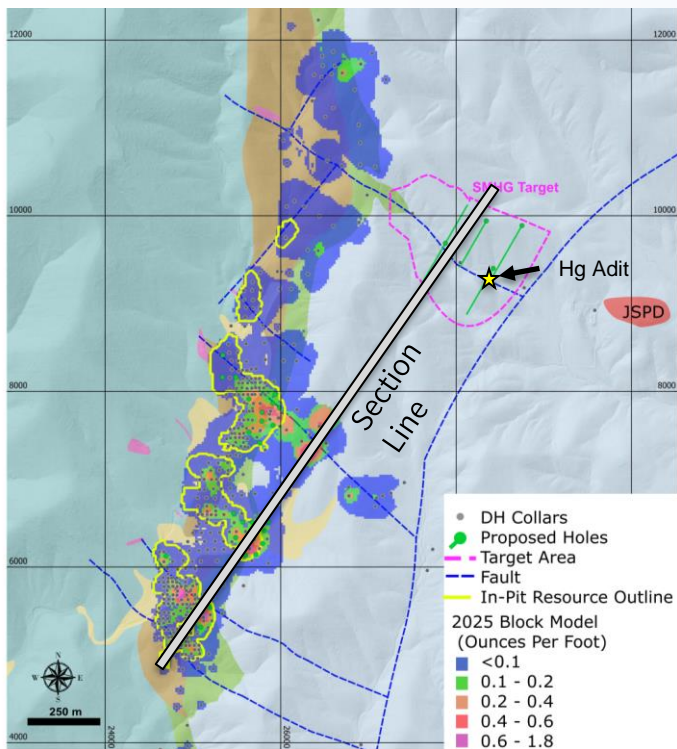 12000
12000
SMHG Target
10000
10000
Hg Adit
JSPD
8000
8000
Section
Line
DH Collars
Proposed Holes
Target Area
Fault
In-Pit Resource Outline
6000
2025 Block Model
(Ounces Per Foot)
<0.1
0.1 - 0.2
0.2 - 0.4
0.4 - 0.6
0.6 - 1.8
N
W E
S
250 m
4000
24000
26000